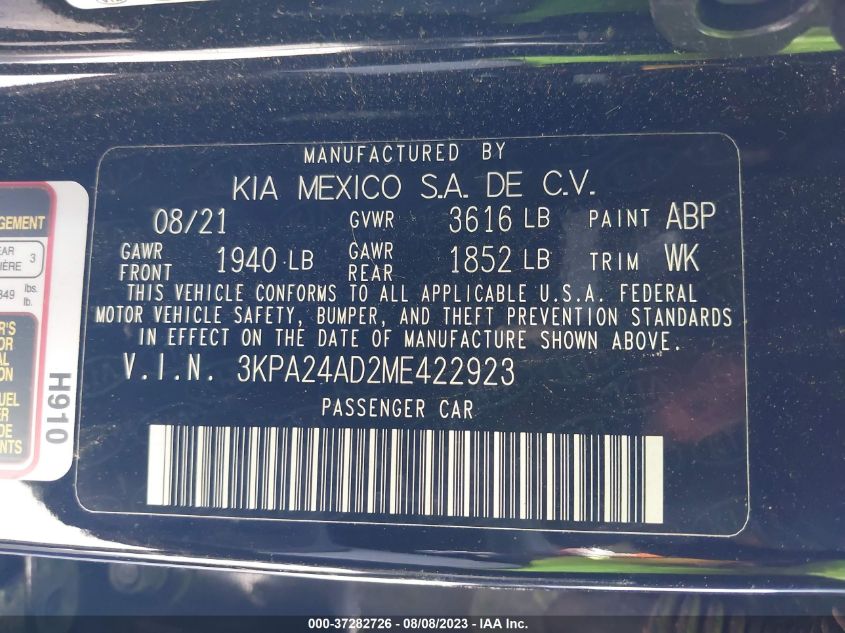 MANUFACTURED BY
KIA MEXICO S.A. DE C.V.
08/21 GVWR 3616 LB PAINT ABP
GAWR FRONT 1940 LB GAWR REAR 1852 LB TRIM WK
THIS VEHICLE CONFORMS TO ALL APPLICABLE U.S.A. FEDERAL
MOTOR VEHICLE SAFETY, BUMPER, AND THEFT PREVENTION STANDARDS
IN EFFECT ON THE DATE OF MANUFACTURE SHOWN ABOVE.
V.I.N. 3KPA24AD2ME422923
PASSENGER CAR
3
lbs.
lb.
H910
000-37282726 - 08/08/2023 - IAA Inc.